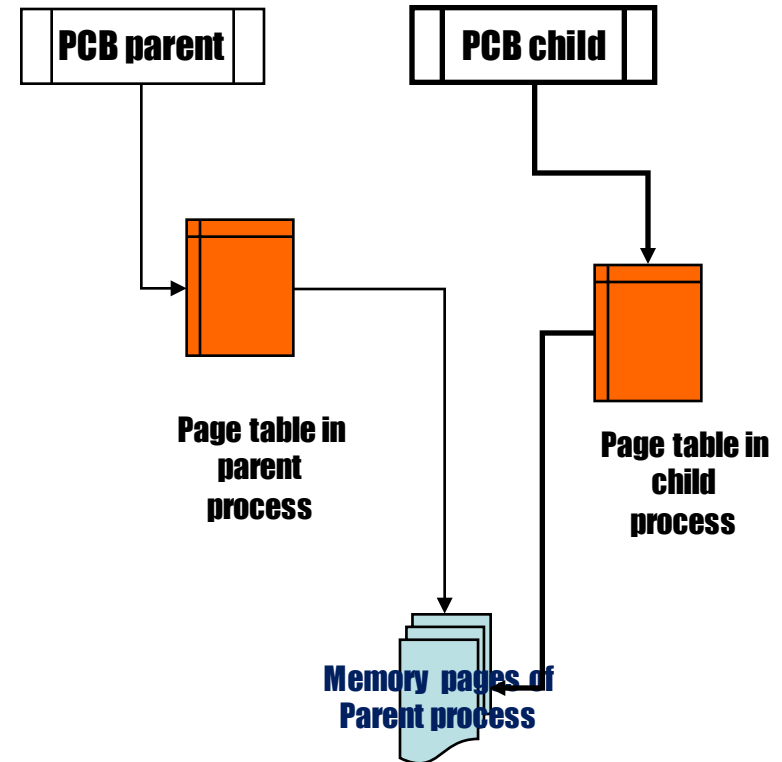 PCB parent
PCB child
Page table in
parent
process
Page table in
child
process
Memory pages of
Parent process